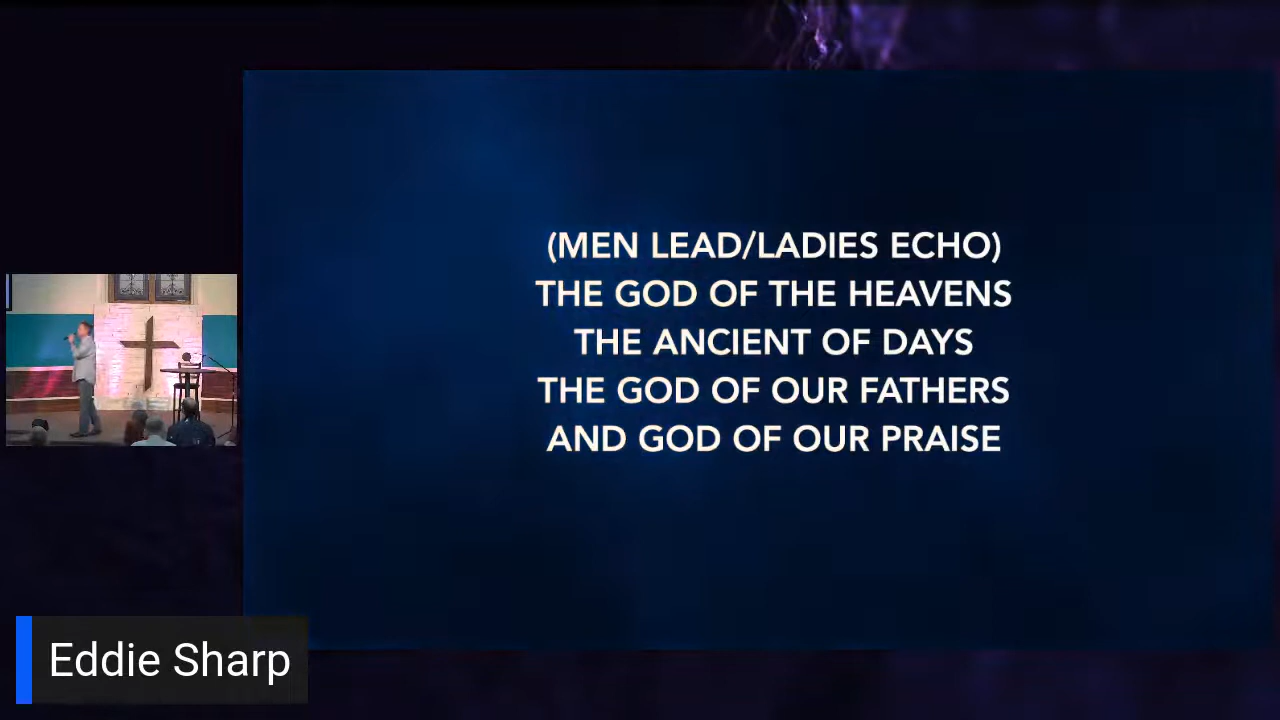 (MEN LEAD/LADIES ECHO)
THE GOD OF THE HEAVENS
THE ANCIENT OF DAYS
THE GOD OF OUR FATHERS
AND GOD OF OUR PRAISE
Eddie Sharp